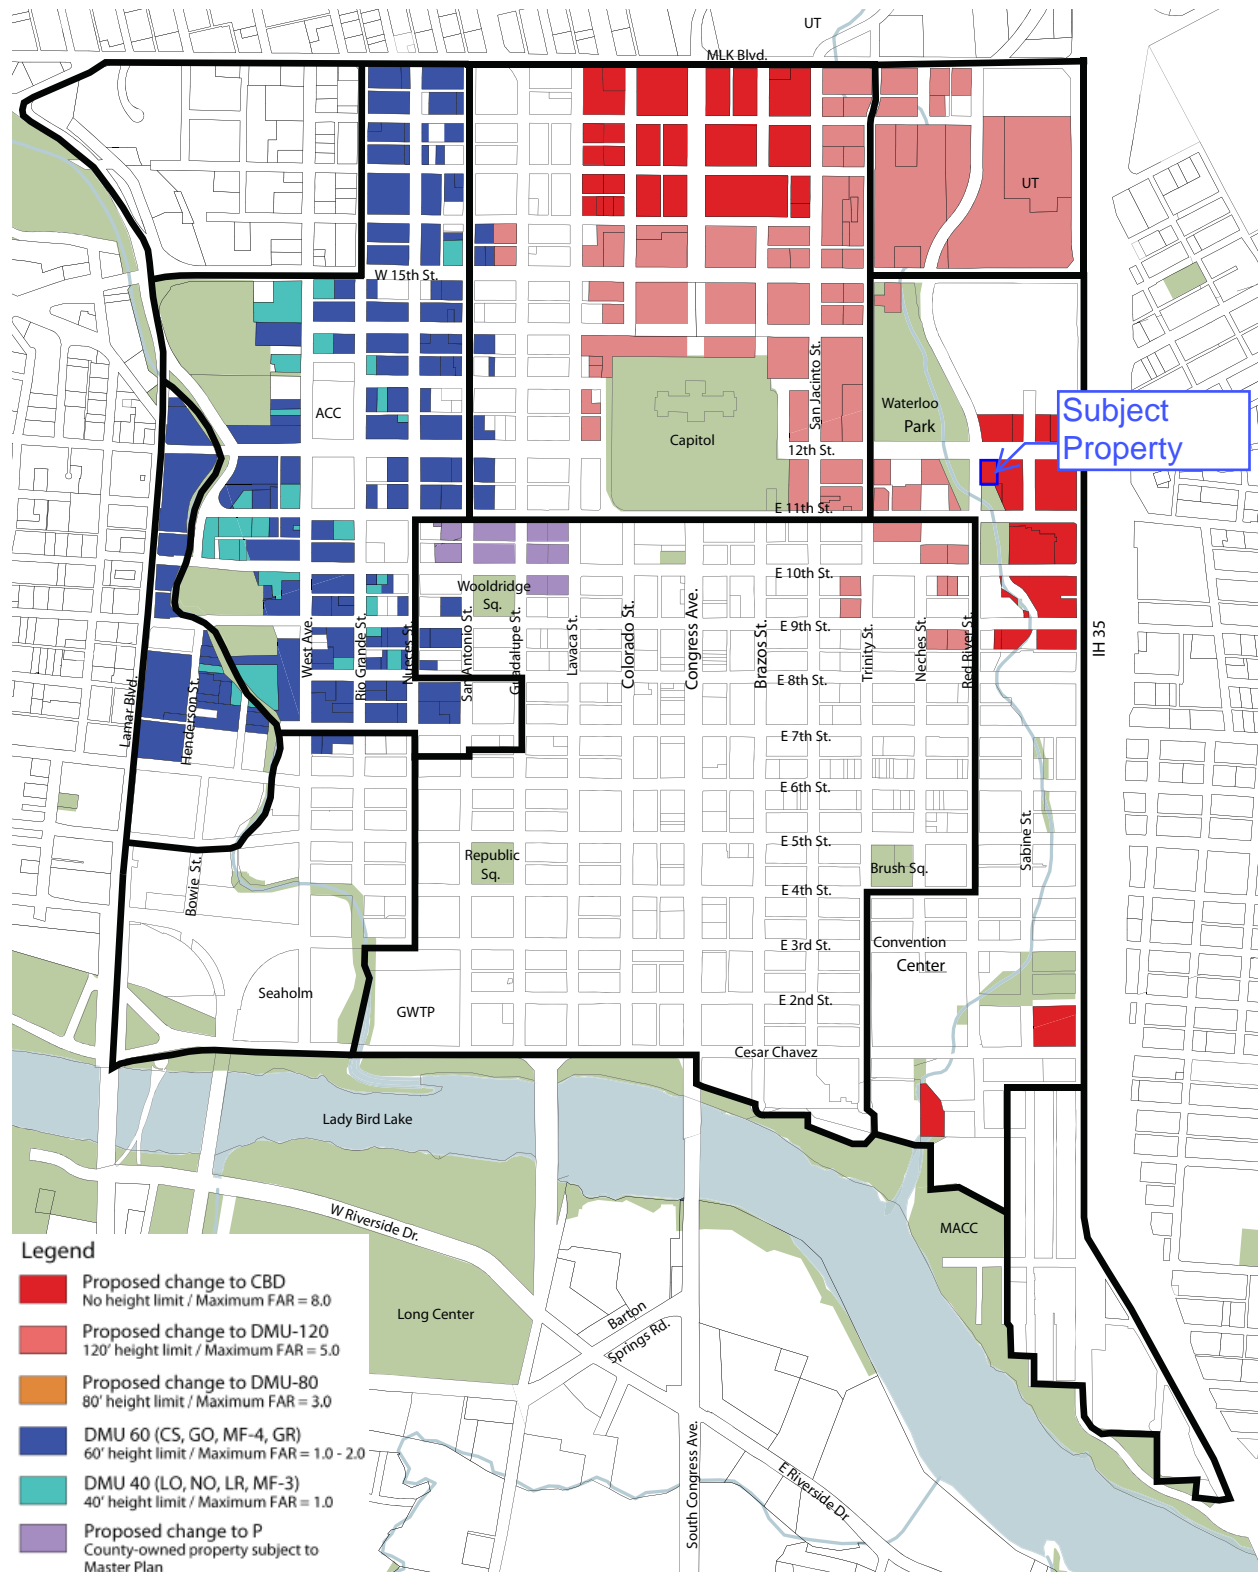 UT
MLK Blvd.
UT
W 15th St.
San Jacinto St.
Subject
Property
Waterloo
Park
ACC
Capitol
12th St.
E 11th St.
E 10th St.
Wooldridge
Sq.
E 9th St.
West Ave.
Rio Grande St.
Nueces St.
San Antonio St.
Guadalupe St.
Lavaca St.
Colorado St.
Congress Ave.
Brazos St.
Trinity St.
Neches St.
Red River St.
IH 35
E 8th St.
Lamar Blvd.
Henderson St.
E 7th St.
E 6th St.
E 5th St.
Sabine St.
Republic
Sq.
Brush Sq.
Bowie St.
E 4th St.
E 3rd St.
Convention
Center
Seaholm
GWTP
E 2nd St.
Cesar Chavez
Lady Bird Lake
W Riverside Dr.
MACC
Long Center
Barton
Springs Rd.
South Congress Ave.
E Riverside Dr
Legend
Proposed change to CBD
No height limit / Maximum FAR = 8.0
Proposed change to DMU-120
120' height limit / Maximum FAR = 5.0
Proposed change to DMU-80
80' height limit / Maximum FAR = 3.0
DMU 60 (CS, GO, MF-4, GR)
60' height limit / Maximum FAR = 1.0 - 2.0
DMU 40 (LO, NO, LR, MF-3)
40' height limit / Maximum FAR = 1.0
Proposed change to P
County-owned property subject to
Master Plan